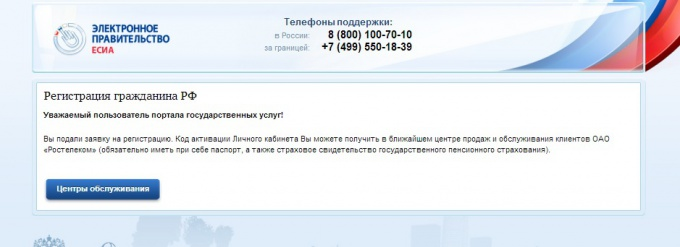 ЭЛЕКТРОННОЕ
ПРАВИТЕЛЬСТВО
ЕСИА
Телефоны поддержки:
в России: 8 (800) 100-70-10
за границей: +7 (499) 550-18-39
Регистрация гражданина РФ
Уважаемый пользователь портала государственных услуг!
Вы подали заявку на регистрацию. Код активации Личного кабинета Вы можете получить в ближайшем центре продаж и обслуживания клиентов ОАО
«Ростелеком» (обязательно иметь при себе паспорт, а также страховое свидетельство государственного пенсионного страхования).
Центры обслуживания